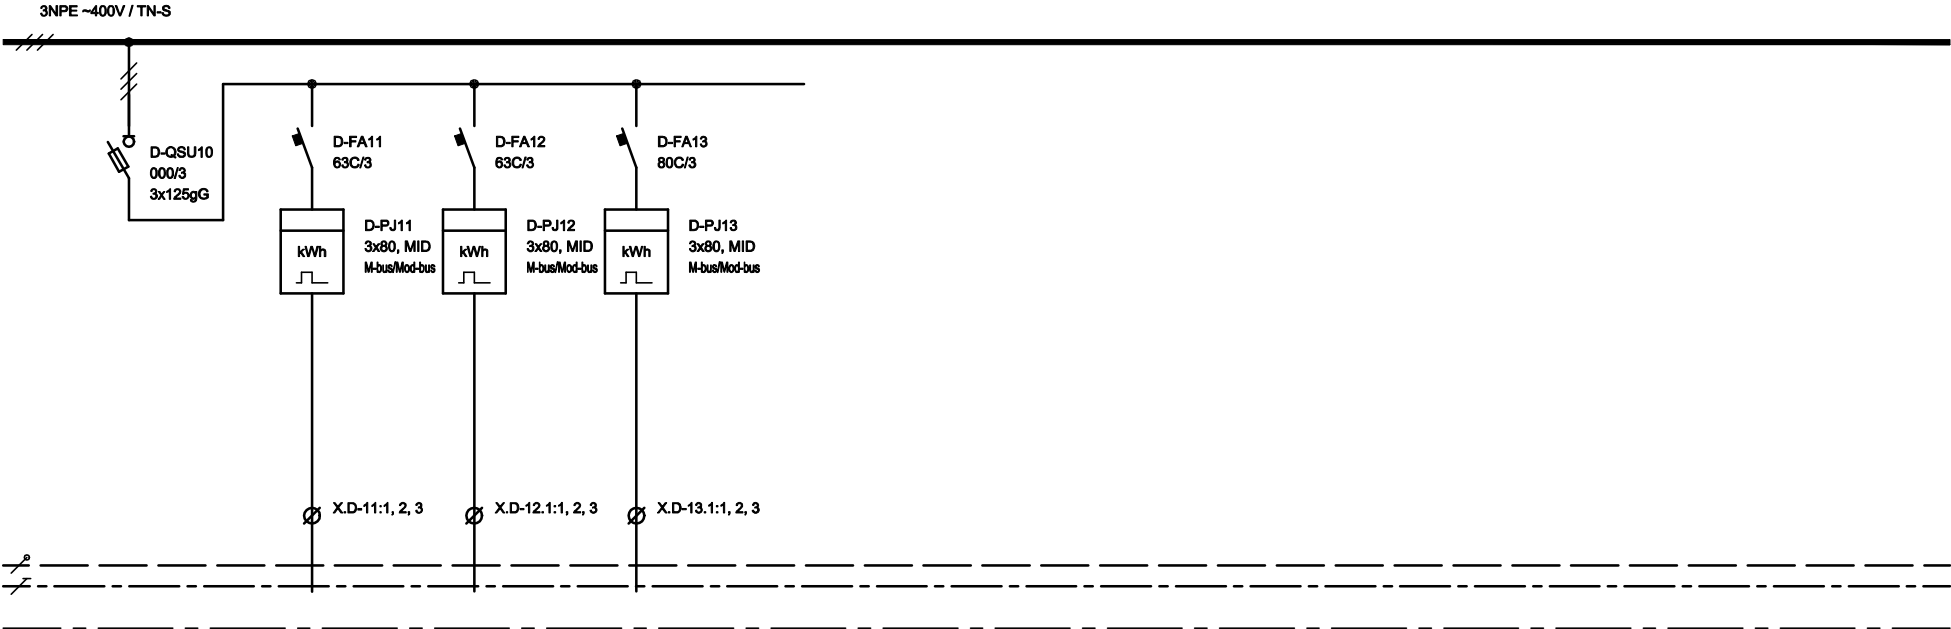 3NPE ~400V / TN-S
D-QSU10
000/3
3x125gG
D-FA11
63C/3
D-FA12
63C/3
D-FA13
80C/3
kWh
D-PJ11
3x80, MID
M-bus/Mod-bus
kWh
D-PJ12
3x80, MID
M-bus/Mod-bus
kWh
D-PJ13
3x80, MID
M-bus/Mod-bus
X.D-11:1, 2, 3
X.D-12.1:1, 2, 3
X.D-13.1:1, 2, 3